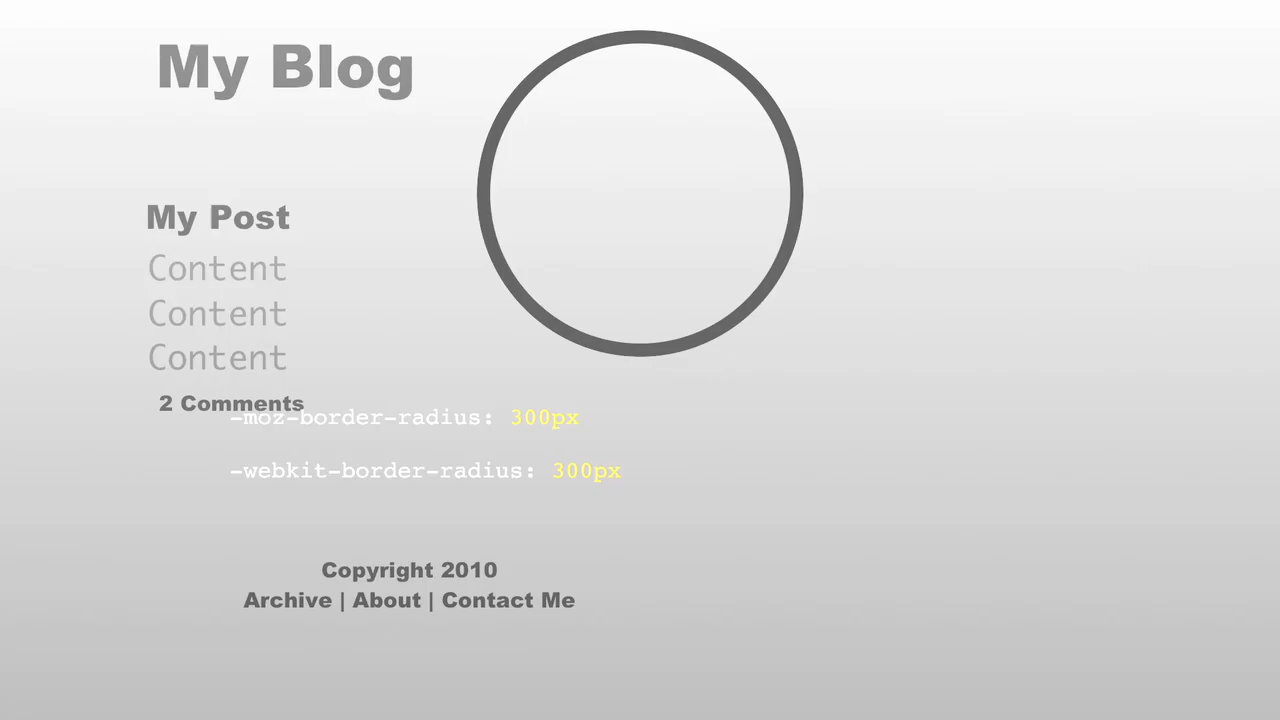 My Blog
My Post
Content
Content
Content
2 Comments
-moz-border-radius: 300px
-webkit-border-radius: 300px
Copyright 2010
Archive | About | Contact Me